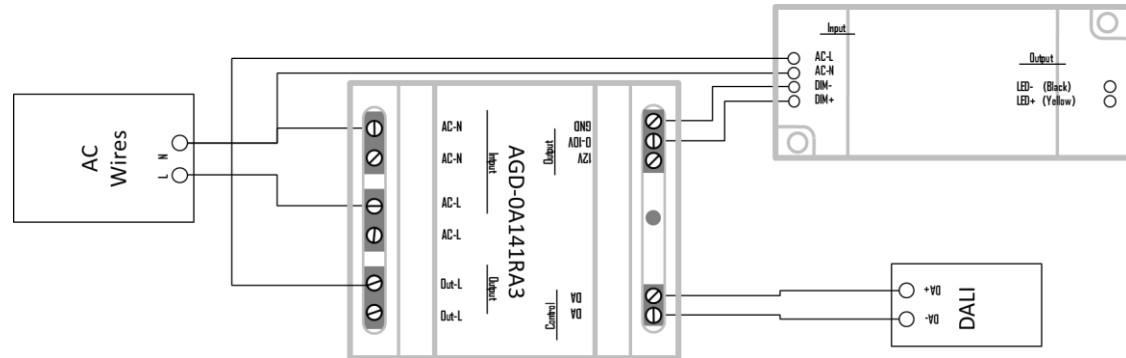 AC
Wires
N
L
AC-N
AC-N
Intput
AC-L
AC-L
Out-L
Output
Out-L
AGD-0A141RA3
GND
0-10V
Output
12V
DA
Control
DA
Input
AC-L
AC-N
DIM-
DIM+
Output
LED- (Black)
LED+ (Yellow)
DA+
DA-
DALI